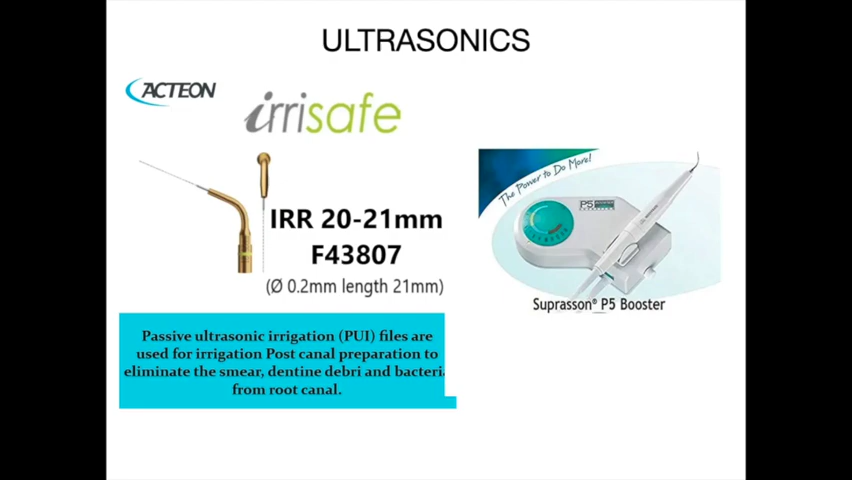 ULTRASONICS
ACTEON
irrisafe
IRR 20-21mm
F43807
(Ø 0.2mm length 21mm)
Passive ultrasonic irrigation (PUI) files are
used for irrigation Post canal preparation to
eliminate the smear, dentine debri and bacteri
from root canal.
The Power to Do More!
P5
Suprasson® P5 Booster